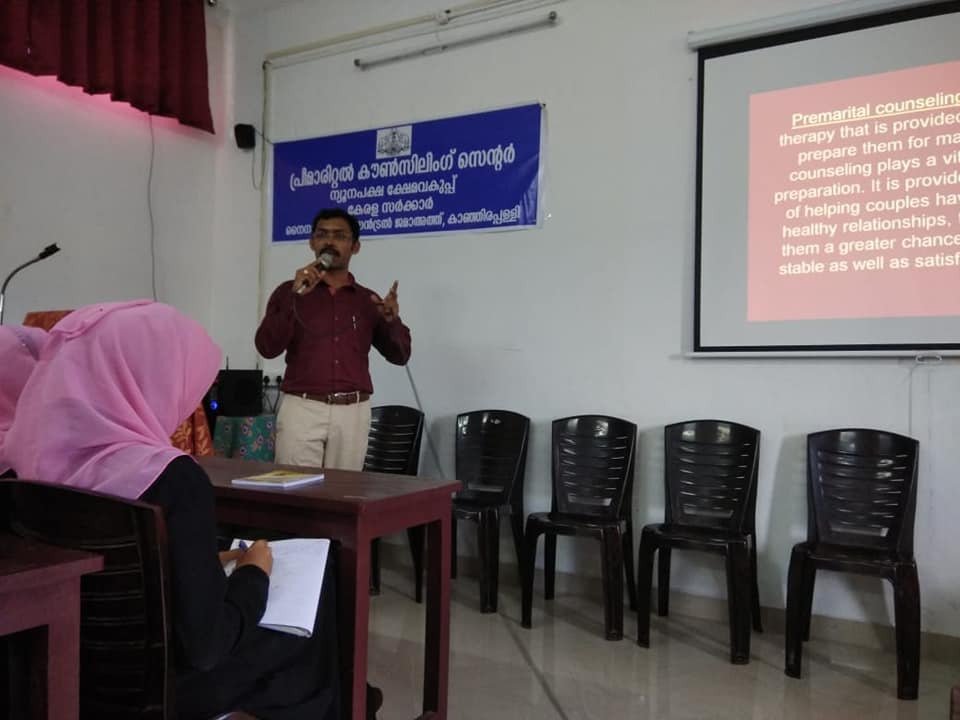 പ്രീമാരിറ്റൽ കൗൺസിലിംഗ് സെന്റർ
ന്യൂനപക്ഷ ക്ഷേമവകുപ്പ്
കേരള സർക്കാർ
ജമാഅത്ത്, കാഞ്ഞിരപ്പള്ളി
Premarital counseling
therapy that is provided
prepare them for
counseling plays a
preparation. It is
of helping couples
healthy relationships,
them a greater chance
stable as well as